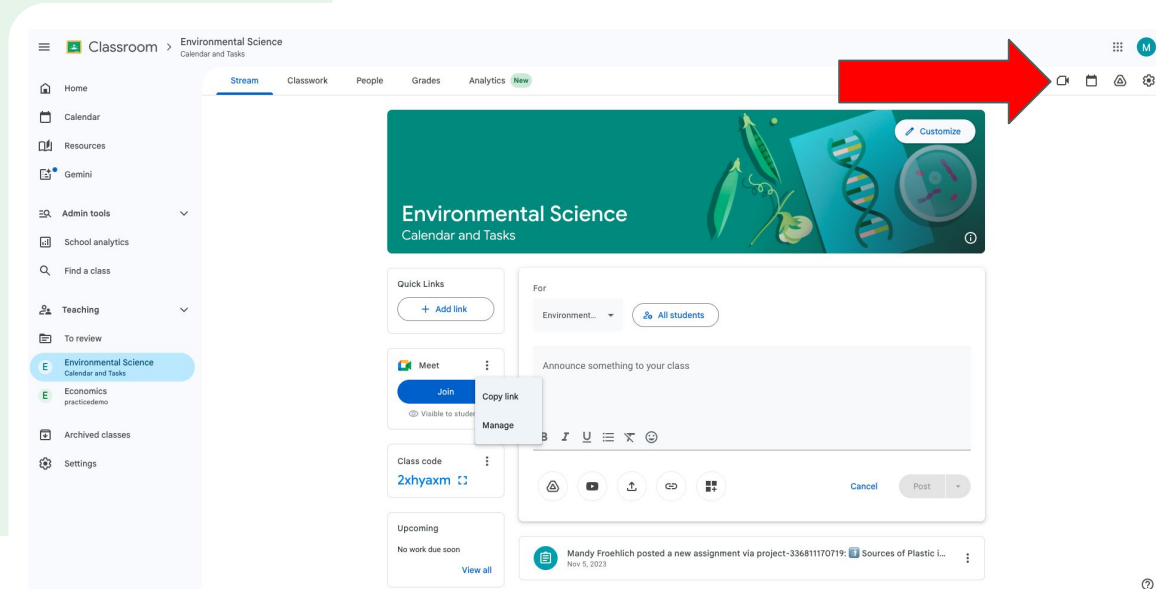 Classroom > Environmental Science
Calendar and Tasks
M
Home
Calendar
Resources
Gemini
Admin tools
School analytics
Find a class
Teaching
To review
E Environmental Science
Calendar and Tasks
E Economics
practicedemo
Archived classes
Settings
Stream Classwork People Grades Analytics New
Customize
Environmental Science
Calendar and Tasks
Quick Links
+ Add link
Meet
Join
Visible to
Copy link
Manage
Class code
2xhyaxm
Upcoming
No work due soon
View all
For
Environment... All students
Announce something to your class
B I U
Cancel Post
Mandy Froehlich posted a new assignment via project-336811170719: 1️⃣ Sources of Plastic i...
Nov 5, 2023